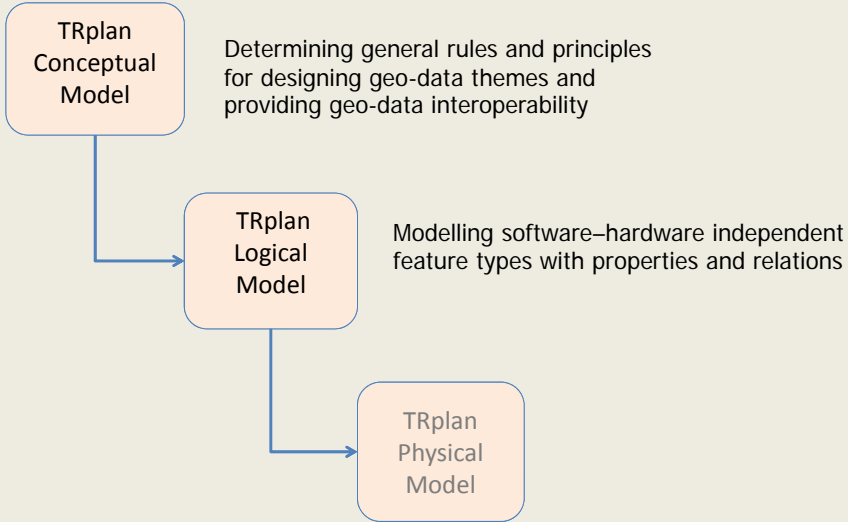 TRplan
Conceptual
Model
Determining general rules and principles
for designing geo-data themes and
providing geo-data interoperability
TRplan
Logical
Model
Modelling software–hardware independent
feature types with properties and relations
TRplan
Physical
Model